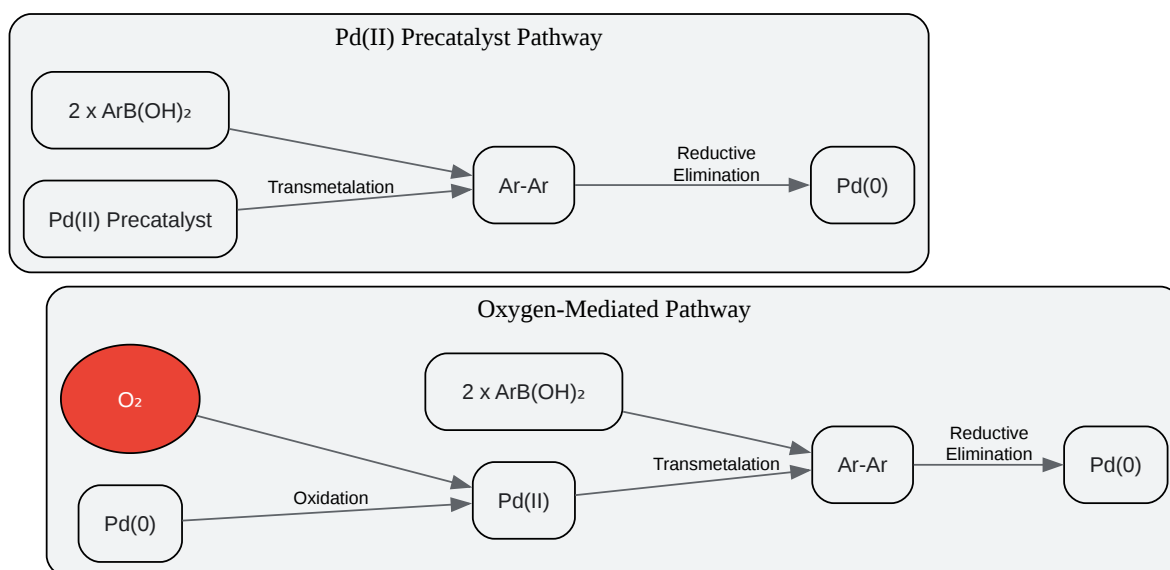 Pd(II) Precatalyst Pathway
2 x ArB(OH)₂
Pd(II) Precatalyst
Transmetalation
Ar-Ar
Reductive
Elimination
Pd(0)
Oxygen-Mediated Pathway
O₂
Pd(0)
Oxidation
2 x ArB(OH)₂
Pd(II)
Transmetalation
Ar-Ar
Reductive
Elimination
Pd(0)